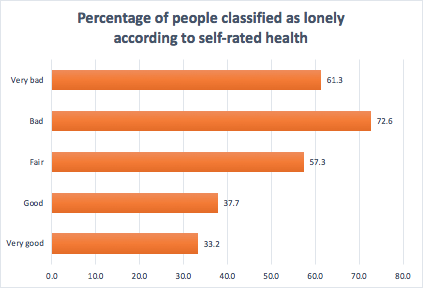 Percentage of people classified as lonely
according to self-rated health
Very bad 61.3
Bad 72.6
Fair 57.3
Good 37.7
Very good 33.2
0.0 10.0 20.0 30.0 40.0 50.0 60.0 70.0 80.0